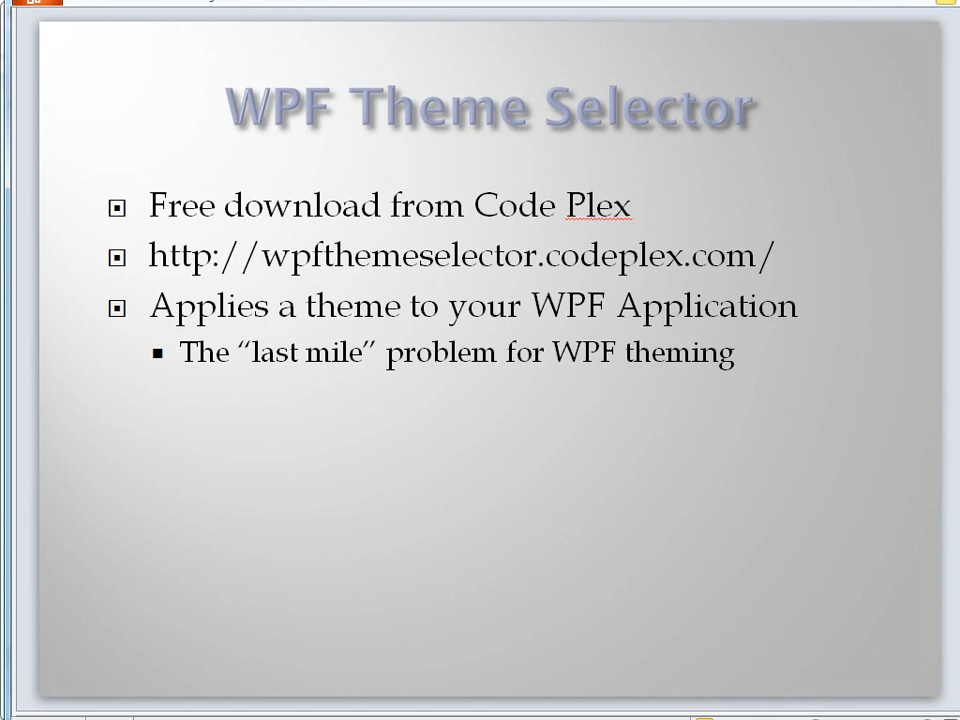 WPF Theme Selector
Free download from Code Plex
http://wpfthemeselector.codeplex.com/
Applies a theme to your WPF Application
The “last mile” problem for WPF theming